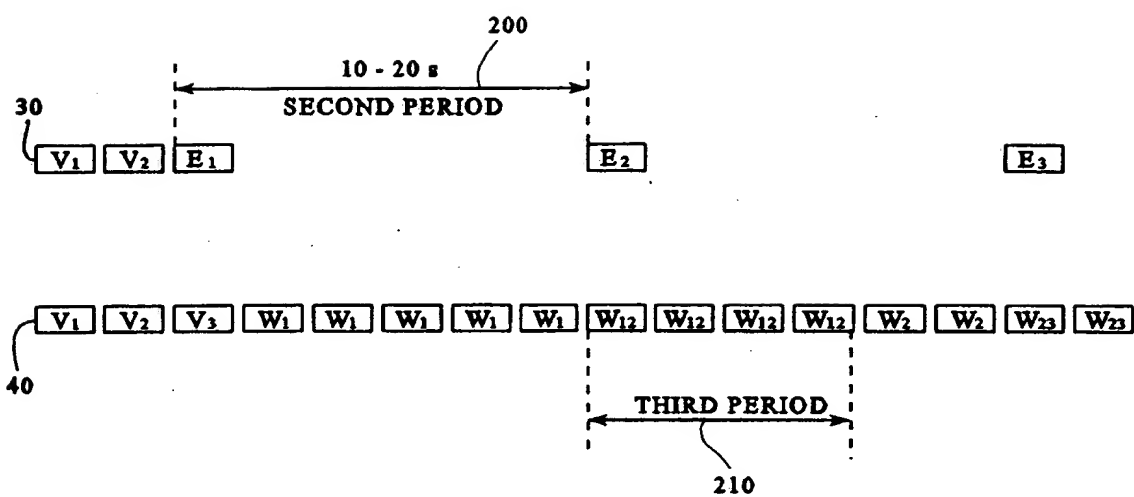 200
10 - 20 s
SECOND PERIOD
30
V1 V2 E1 E2 E3
V1 V2 V3 W1 W1 W1 W1 W1 W12 W12 W12 W12 W2 W2 W23 W23
40
THIRD PERIOD
210